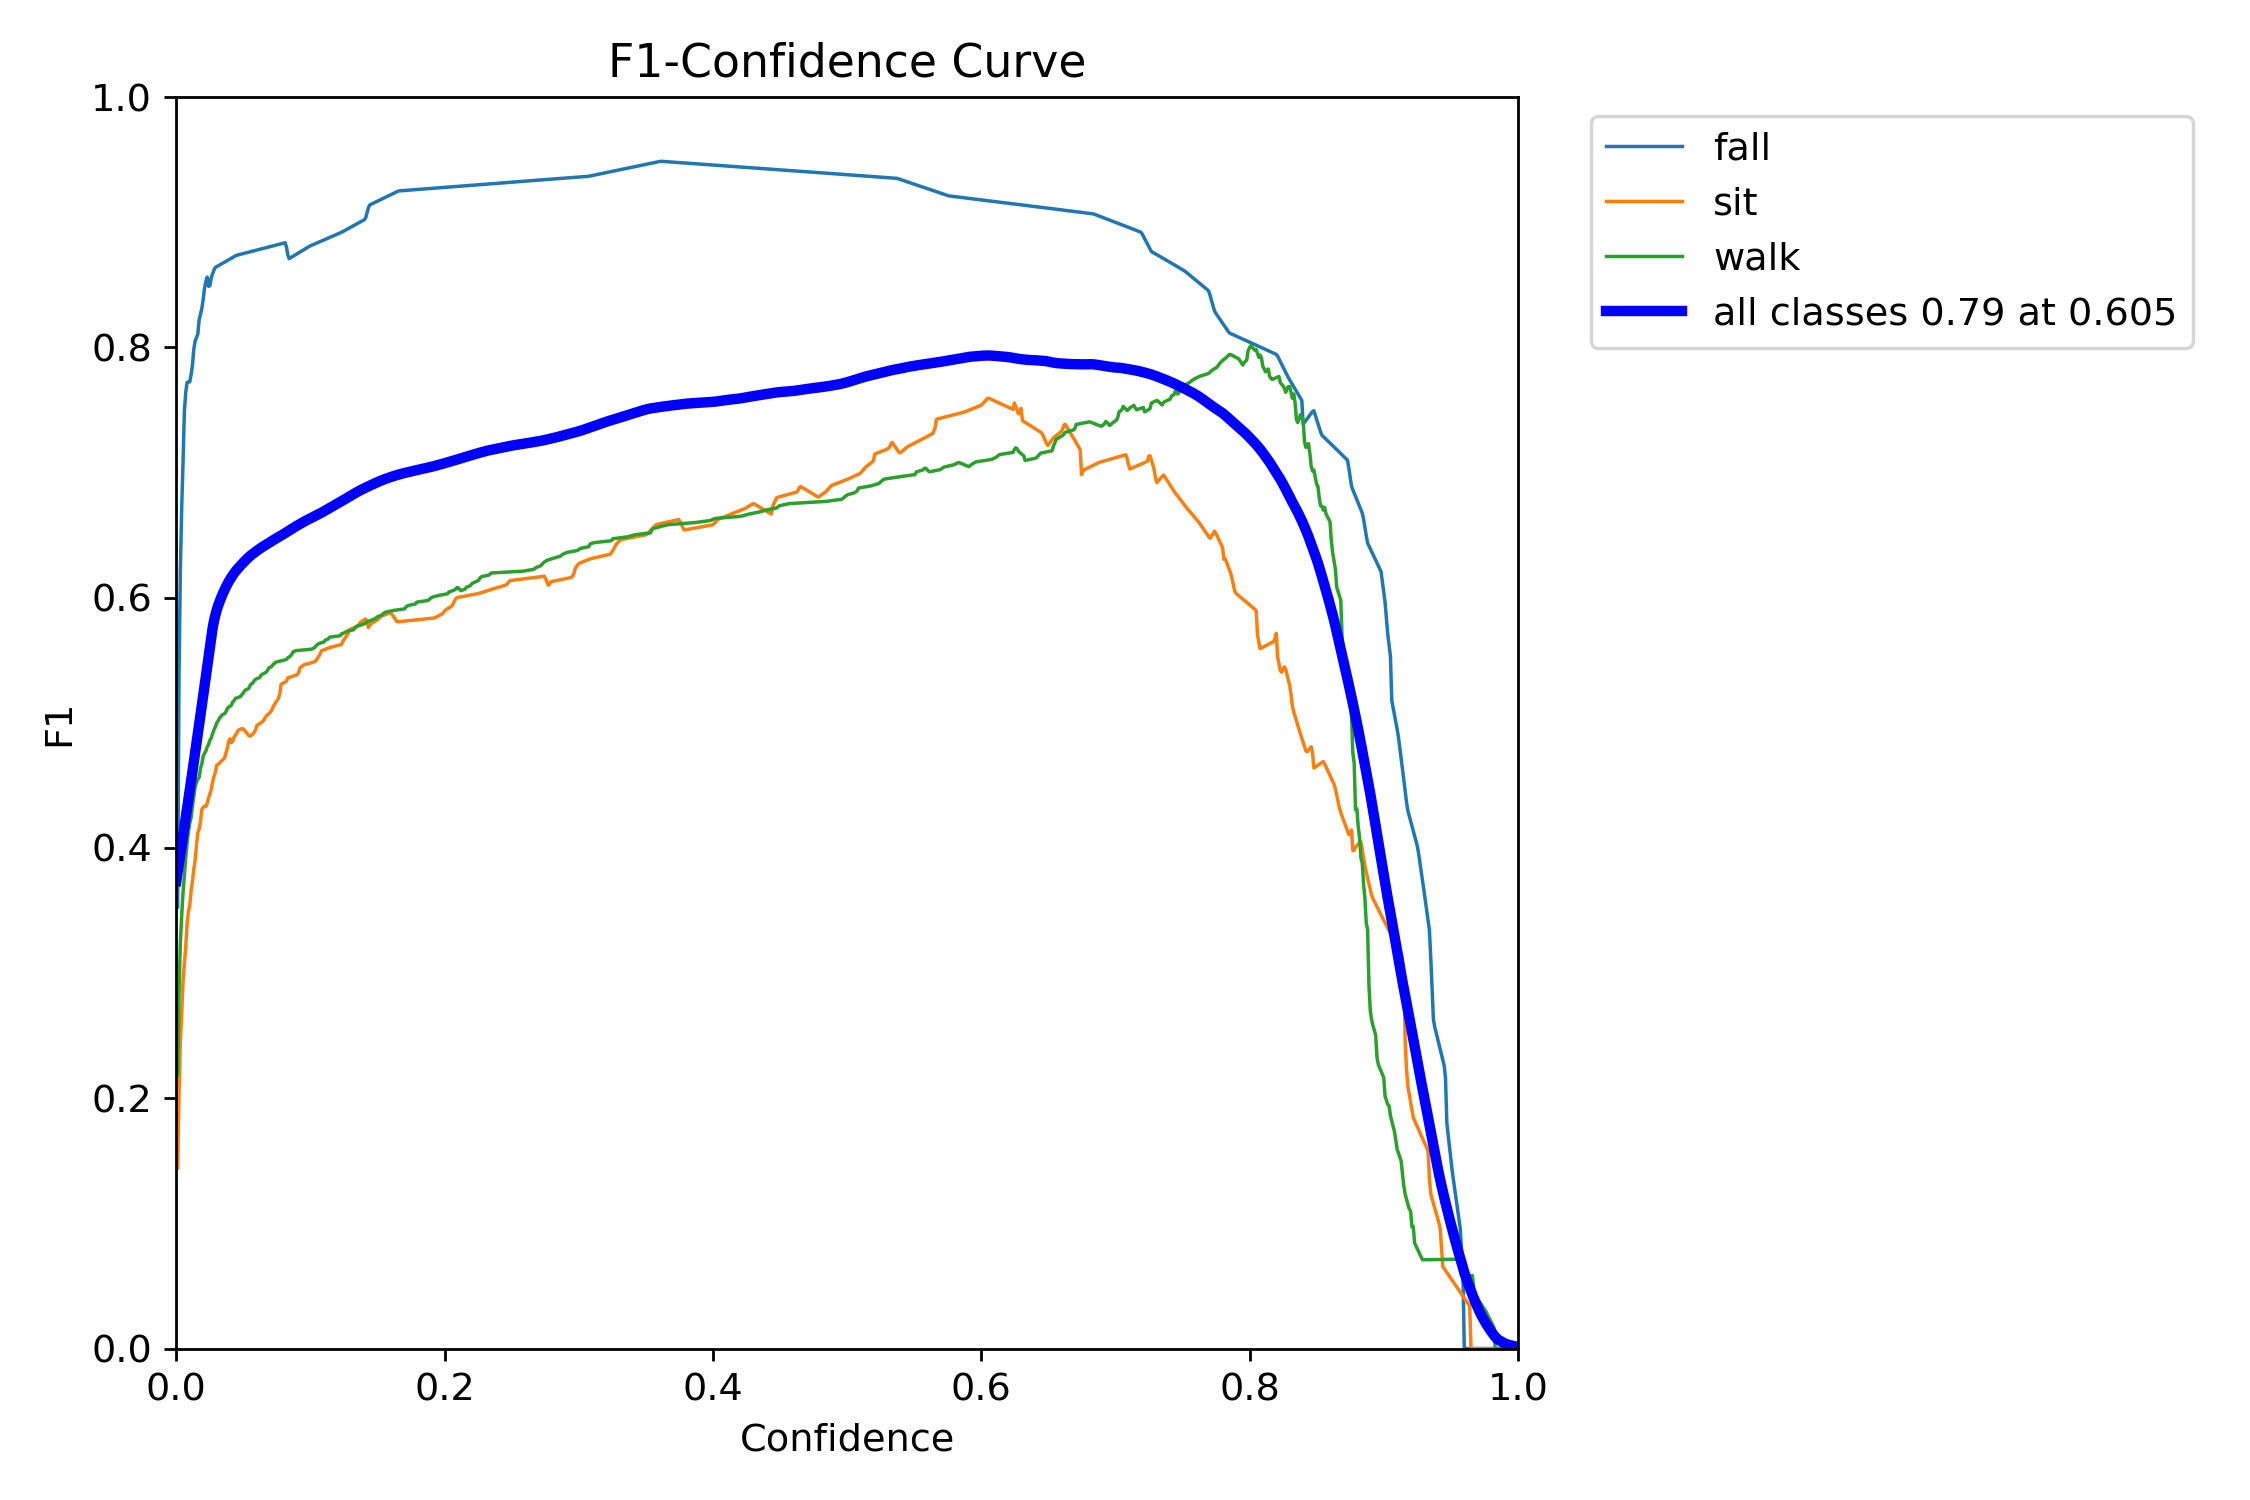 F1-Confidence Curve
1.0
0.8
0.6
0.4
0.2
0.0
F1
0.0 0.2 0.4 0.6 0.8 1.0
Confidence
fall
sit
walk
all classes 0.79 at 0.605